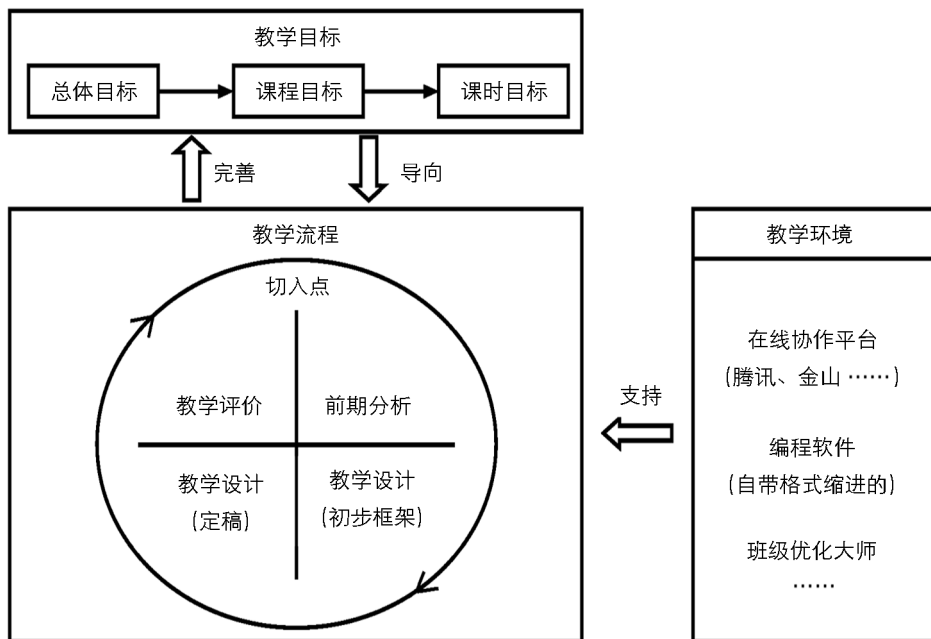 教学目标
总体目标
课程目标
课时目标
完善
导向
教学流程
切入点
教学评价
前期分析
教学设计
(定稿)
教学设计
(初步框架)
支持
教学环境
在线协作平台
(腾讯、金山 ……)
编程软件
(自带格式缩进的)
班级优化大师
……